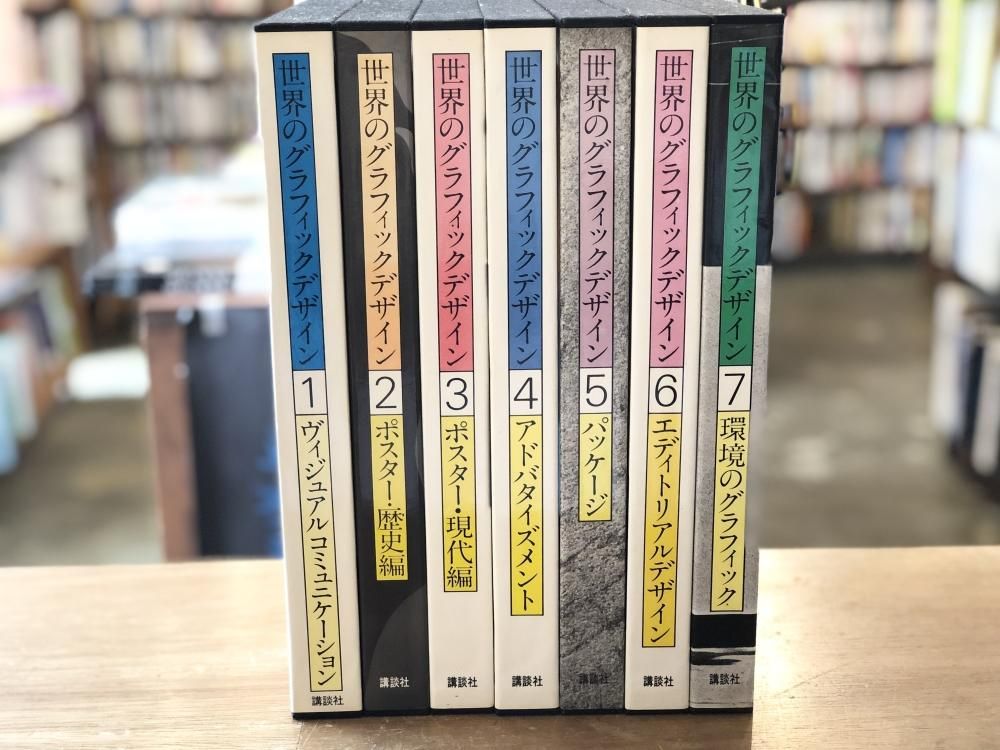 世界のグラフィックデザイン
1
ヴィジュアルコミュニケーション
講談社
世界のグラフィックデザイン
2
ポスター・歴史編
講談社
世界のグラフィックデザイン
3
ポスター・現代編
講談社
世界のグラフィックデザイン
4
アドバタイズメント
講談社
世界のグラフィックデザイン
5
パッケージ
講談社
世界のグラフィックデザイン
6
エディトリアルデザイン
講談社
世界のグラフィックデザイン
7
環境のグラフィック
講談社